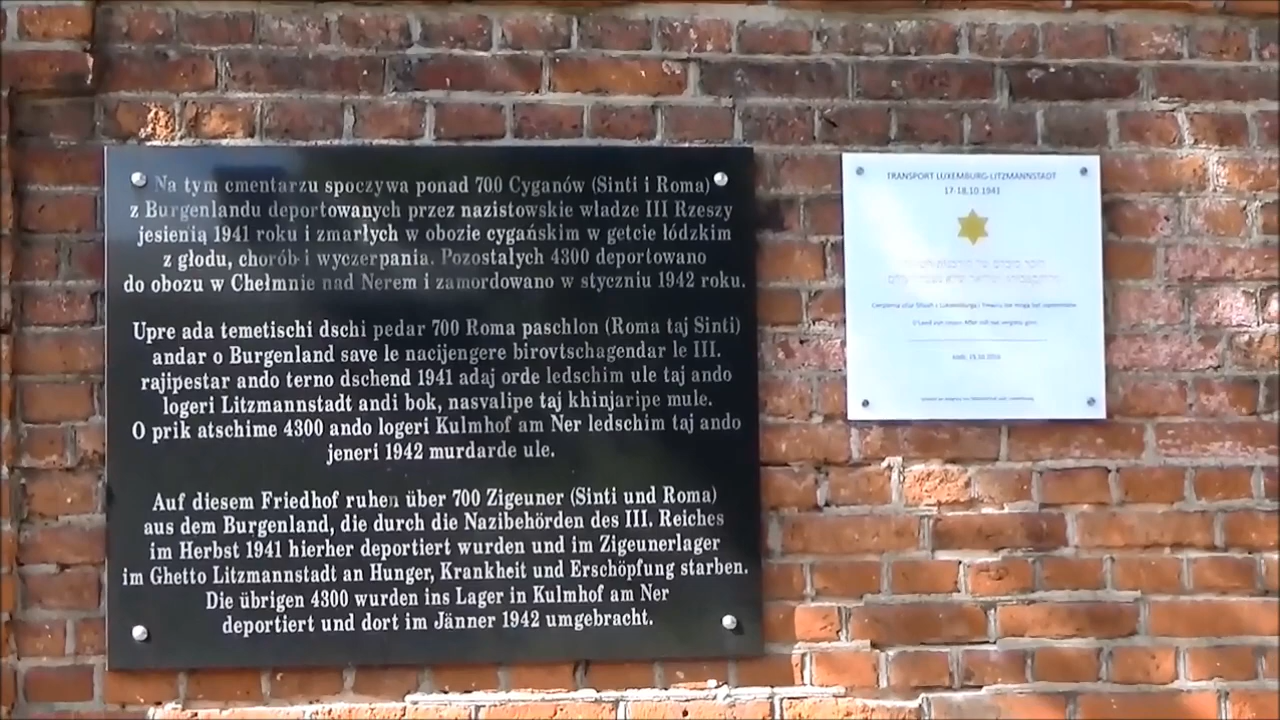 Na tym cmentarzu spoczywa ponad 700 Cyganów (Sinti i Roma)
z Burgenlandu deportowanych przez nazistowskie władze III Rzeszy
jesienią 1941 roku i zmarłych w obozie cygańskim w getcie łódzkim
z głodu, chorób i wyczerpania. Pozostałych 4300 deportowano
do obozu w Chełmnie nad Nerem i zamordowano w styczniu 1942 roku.
Upre ada temetischi dschi pedar 700 Roma paschlon (Roma taj Sinti)
andar o Burgenland save le nacijengere birovtschagendar le III.
rajipestar ando terno dschend 1941 adaj orde ledschim ule taj ando
logeri Litzmannstadt andi bok, nasvalipe taj khinjaripe mule.
O prik atschime 4300 ando logeri Kulmhof am Ner ledschim taj ando
jeneri 1942 murdarde ule.
Auf diesem Friedhof ruhen über 700 Zigeuner (Sinti und Roma)
aus dem Burgenland, die durch die Nazibehörden des III. Reiches
im Herbst 1941 hierher deportiert wurden und im Zigeunerlager
im Ghetto Litzmannstadt an Hunger, Krankheit und Erschöpfung starben.
Die übrigen 4300 wurden ins Lager in Kulmhof am Ner
deportiert und dort im Jänner 1942 umgebracht.
TRANSPORT LUXEMBURG-LITZMANNSTADT
17-18.10.1941